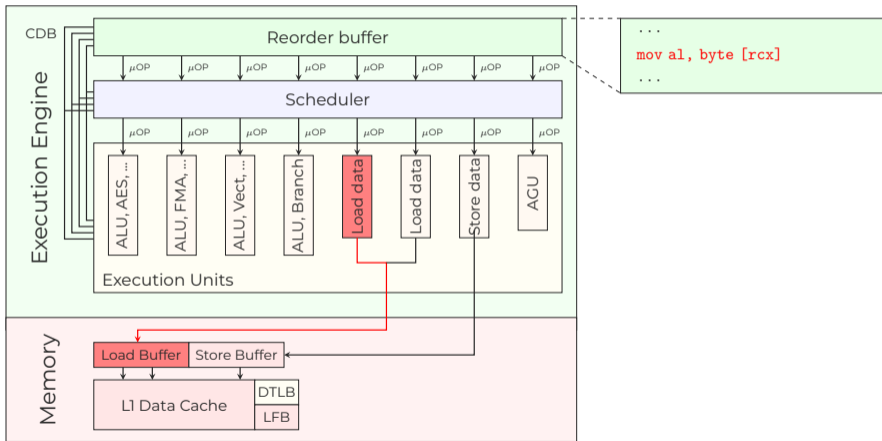 CDB
Reorder buffer
...
mov al, byte [rcx]
...
μOP μOP μOP μOP μOP μOP μOP μOP
Scheduler
μOP μOP μOP μOP μOP μOP μOP μOP
Execution Engine
ALU, AES, ...
ALU, FMA, ...
ALU, Vect, ...
ALU, Branch
Load data
Load data
Store data
AGU
Execution Units
Memory
Load Buffer
Store Buffer
L1 Data Cache
DTLB
LFB